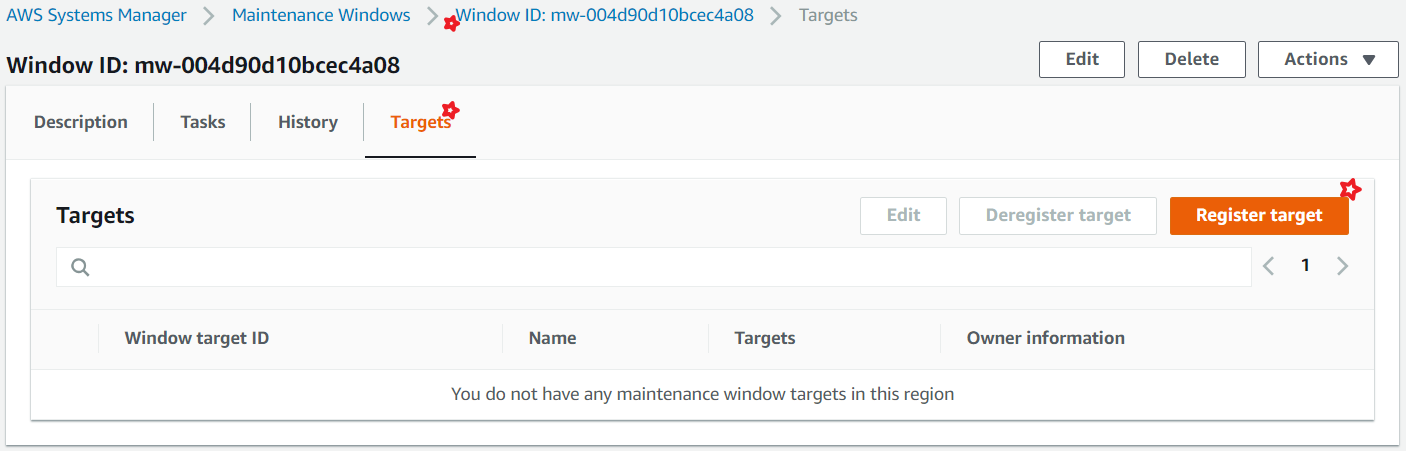 AWS Systems Manager > Maintenance Windows > Window ID: mw-004d90d10bcec4a08 > Targets
Window ID: mw-004d90d10bcec4a08
Edit Delete Actions
Description Tasks History Targets
Targets
Edit Deregister target Register target
1
Window target ID Name Targets Owner information
You do not have any maintenance window targets in this region